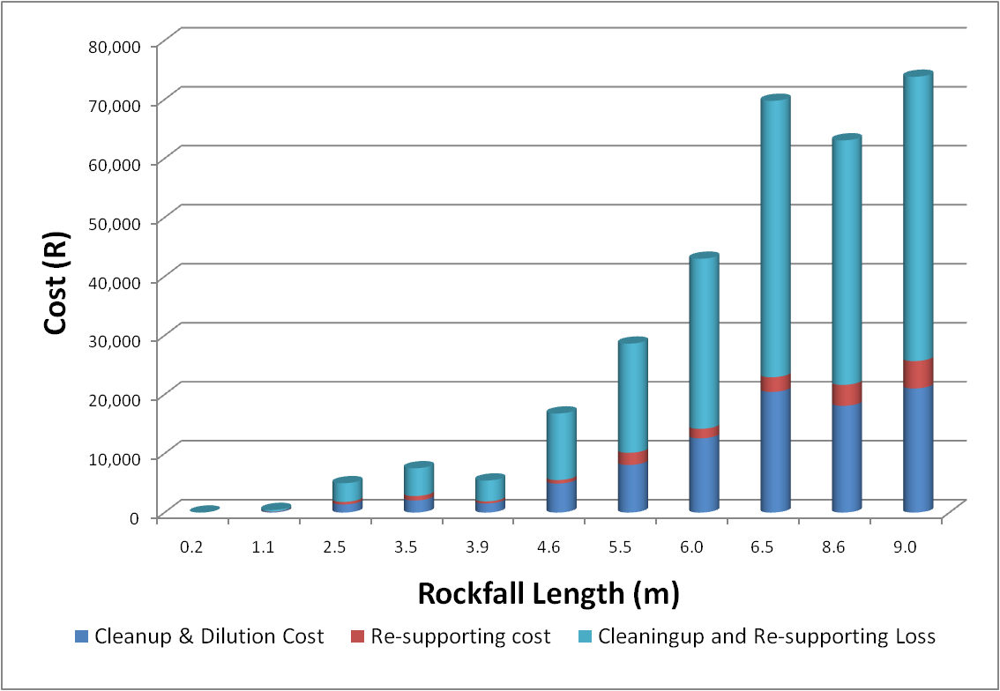 80,000
70,000
60,000
50,000
40,000
30,000
20,000
10,000
0
Cost (R)
0.2 1.1 2.5 3.5 3.9 4.6 5.5 6.0 6.5 8.6 9.0
Rockfall Length (m)
Cleanup & Dilution Cost Re-supporting cost Cleaningup and Re-supporting Loss